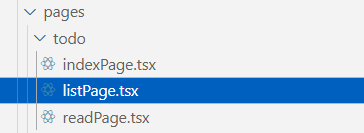 pages
todo
indexPage.tsx
listPage.tsx
readPage.tsx